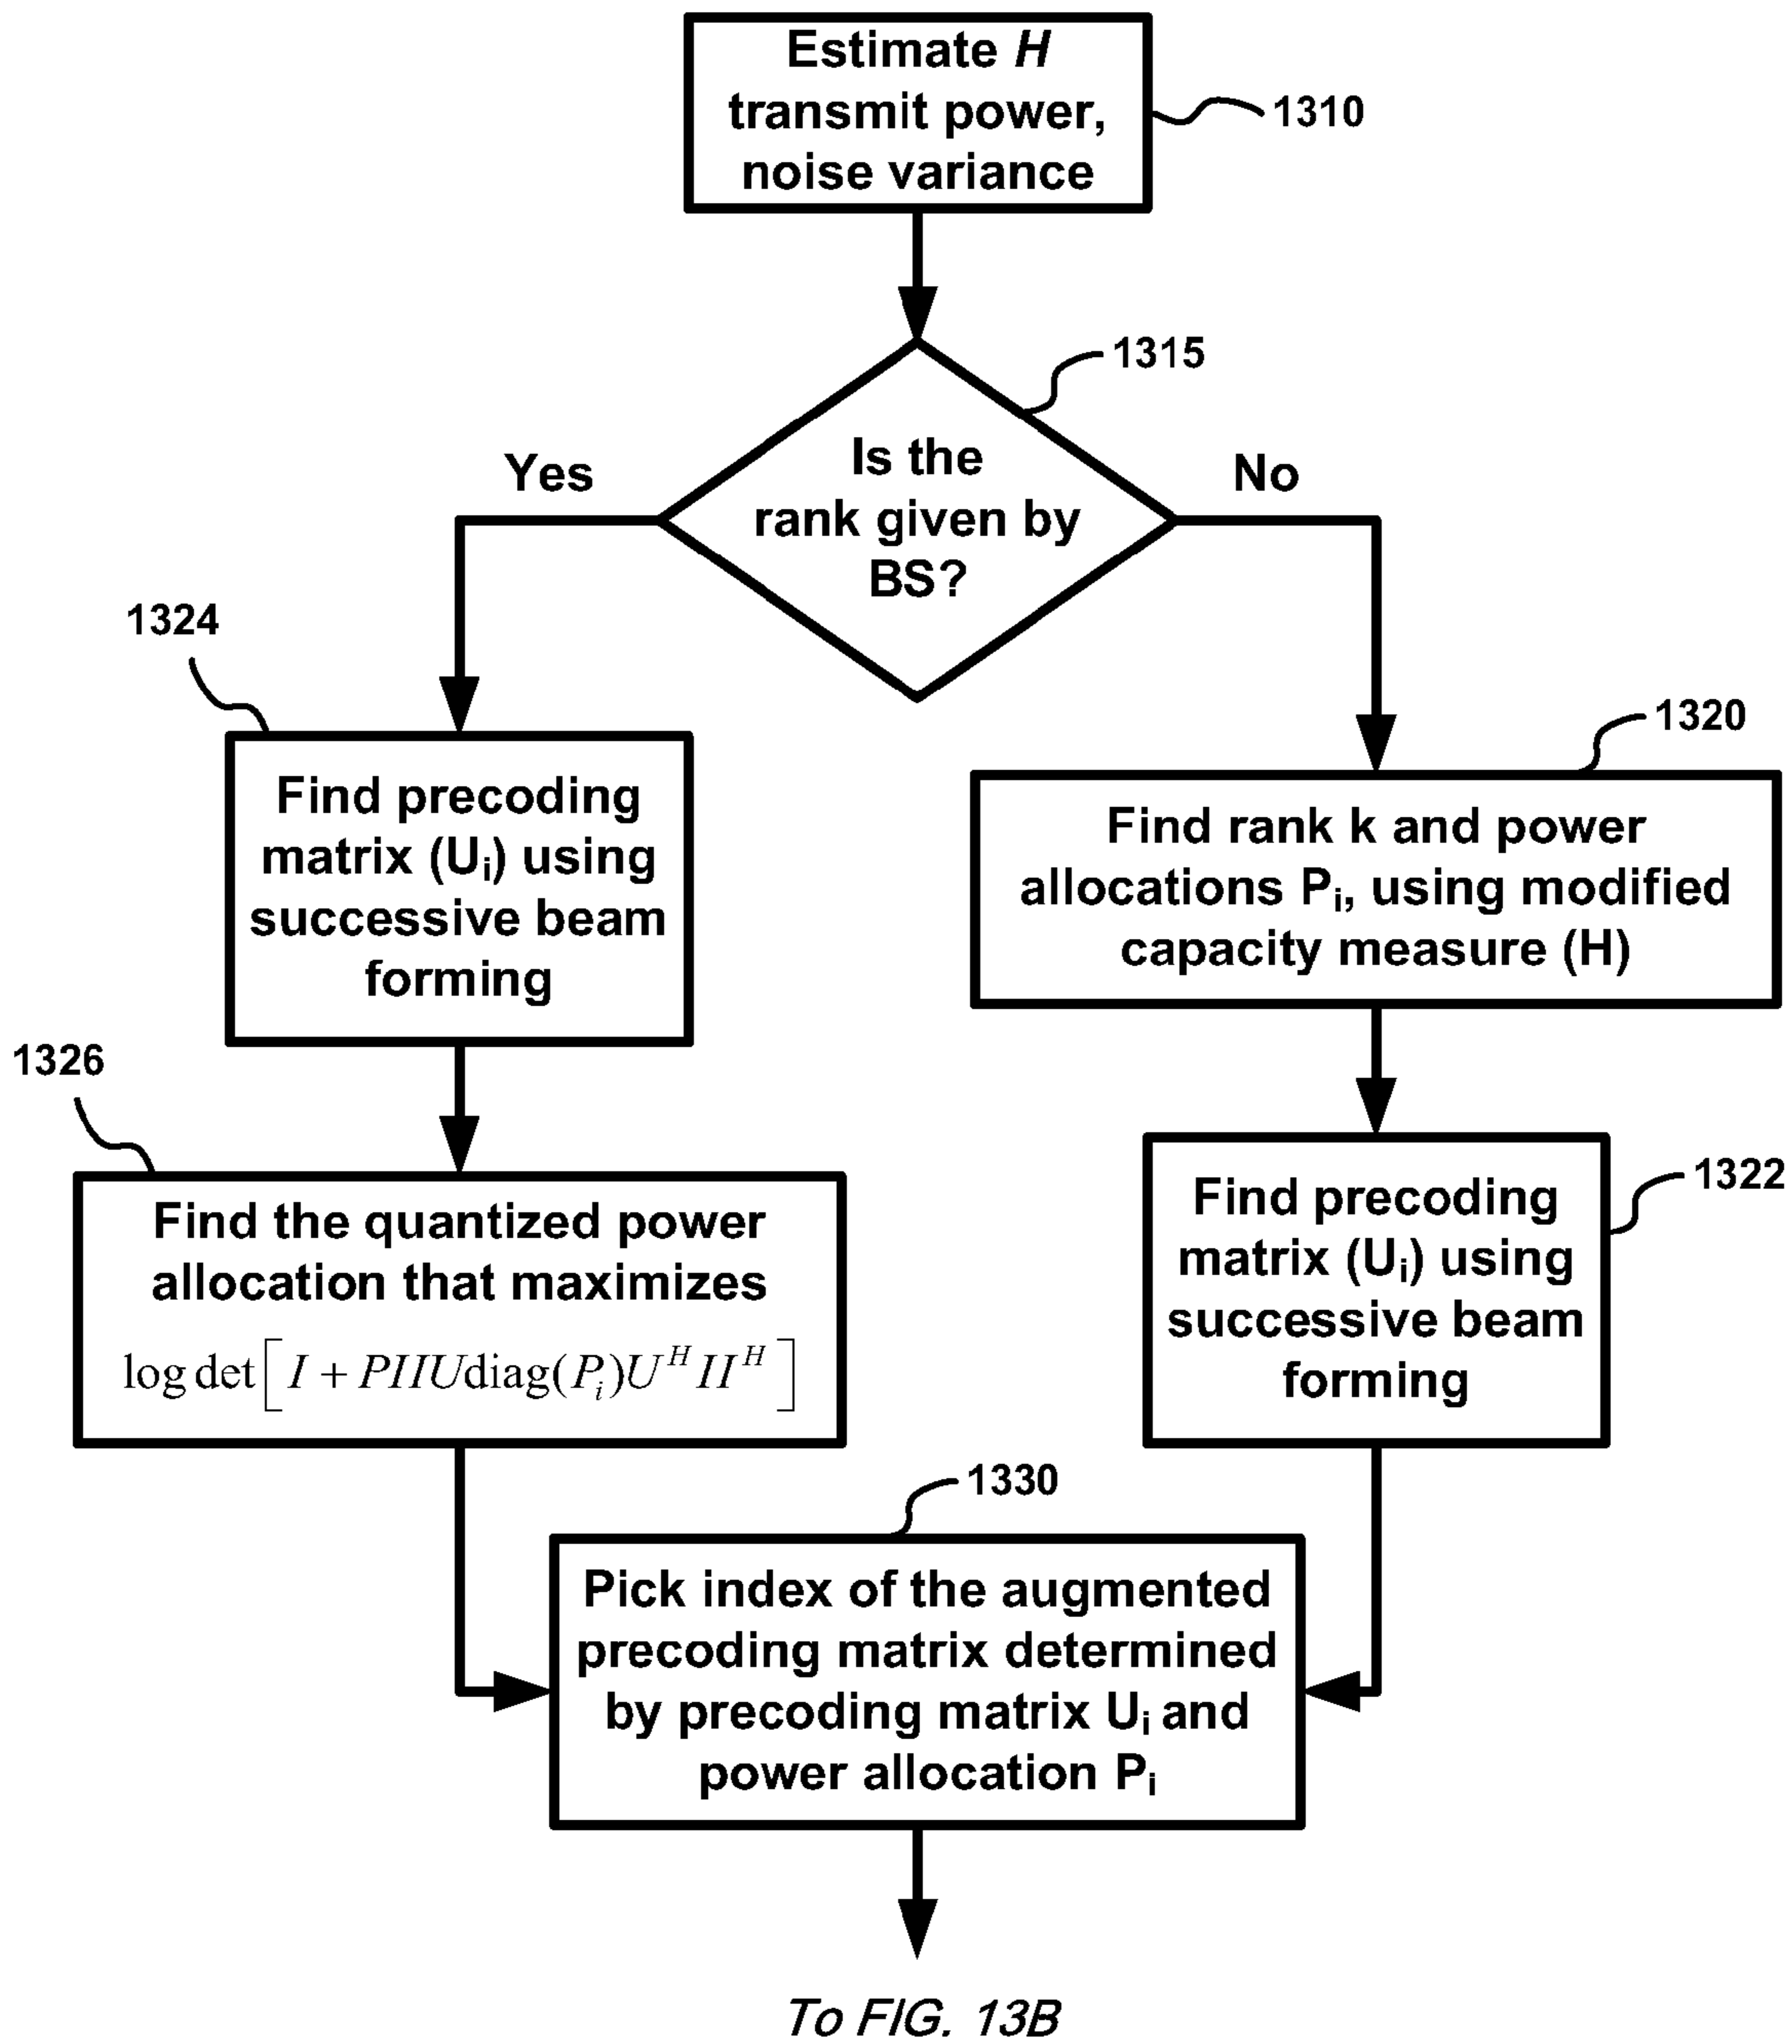 Estimate H
transmit power,
noise variance
1310
1315
Is the
rank given by
BS?
Yes
No
1324
Find precoding
matrix (Ui) using
successive beam
forming
1320
Find rank k and power
allocations Pi, using modified
capacity measure (H)
1326
Find the quantized power
allocation that maximizes
log det[ I + PIIUdiag(Pi)U^H II^H ]
1322
Find precoding
matrix (Ui) using
successive beam
forming
1330
Pick index of the augmented
precoding matrix determined
by precoding matrix Ui and
power allocation Pi
To FIG. 13B